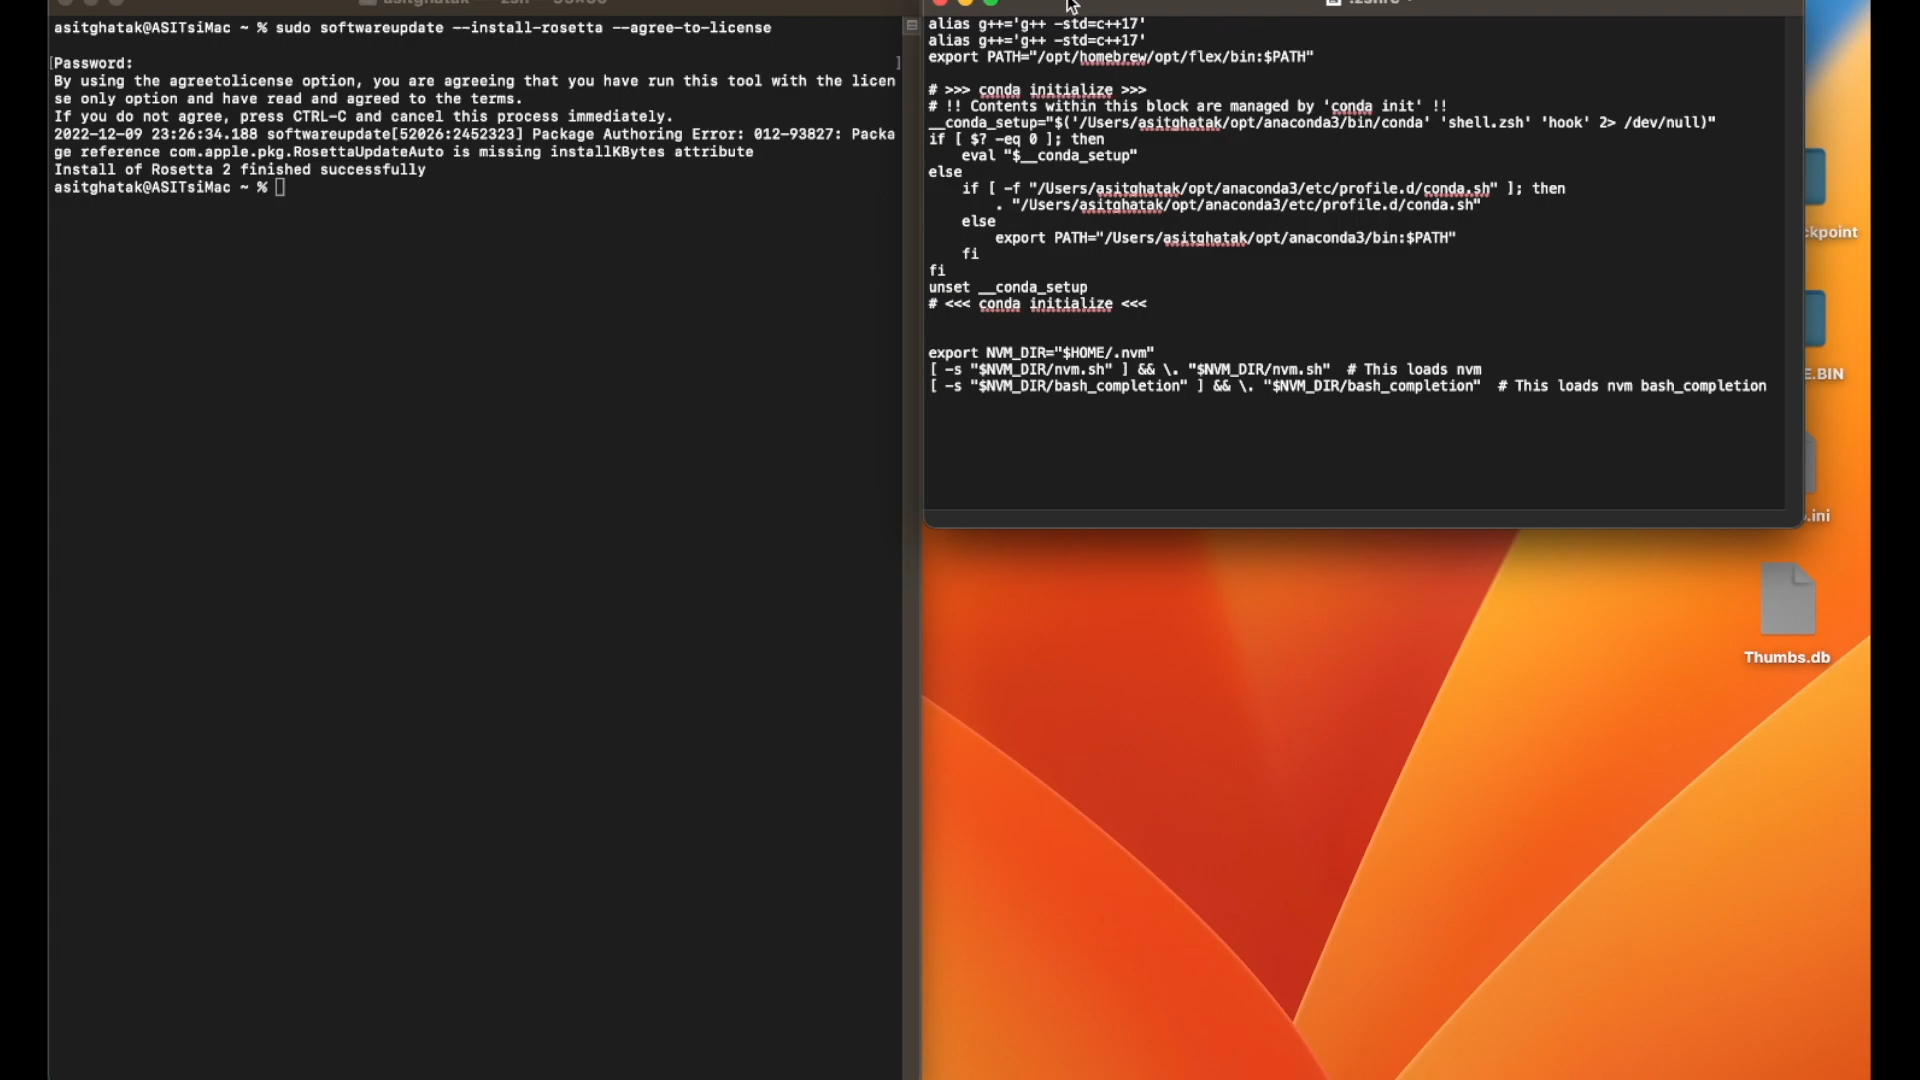 asitghatak@ASITsiMac ~ % sudo softwareupdate --install-rosetta --agree-to-license
[Password: ]
By using the agreetolicense option, you are agreeing that you have run this tool with the licen
se only option and have read and agreed to the terms.
If you do not agree, press CTRL-C and cancel this process immediately.
2022-12-09 23:26:34.188 softwareupdate[52026:2452323] Package Authoring Error: 012-93827: Packa
ge reference com.apple.pkg.RosettaUpdateAuto is missing installKBytes attribute
Install of Rosetta 2 finished successfully
asitghatak@ASITsiMac ~ %
alias g++='g++ -std=c++17'
alias g++='g++ -std=c++17'
export PATH="/opt/homebrew/opt/flex/bin:$PATH"
# >>> conda initialize >>>
# !! Contents within this block are managed by 'conda init' !!
__conda_setup="$('/Users/asitghatak/opt/anaconda3/bin/conda' 'shell.zsh' 'hook' 2> /dev/null)"
if [ $? -eq 0 ]; then
    eval "$__conda_setup"
else
    if [ -f "/Users/asitghatak/opt/anaconda3/etc/profile.d/conda.sh" ]; then
        . "/Users/asitghatak/opt/anaconda3/etc/profile.d/conda.sh"
    else
        export PATH="/Users/asitghatak/opt/anaconda3/bin:$PATH"
    fi
fi
unset __conda_setup
# <<< conda initialize <<<
export NVM_DIR="$HOME/.nvm"
[ -s "$NVM_DIR/nvm.sh" ] && \. "$NVM_DIR/nvm.sh"  # This loads nvm
[ -s "$NVM_DIR/bash_completion" ] && \. "$NVM_DIR/bash_completion"  # This loads nvm bash_completion
ckpoint
E.BIN
.ini
Thumbs.db